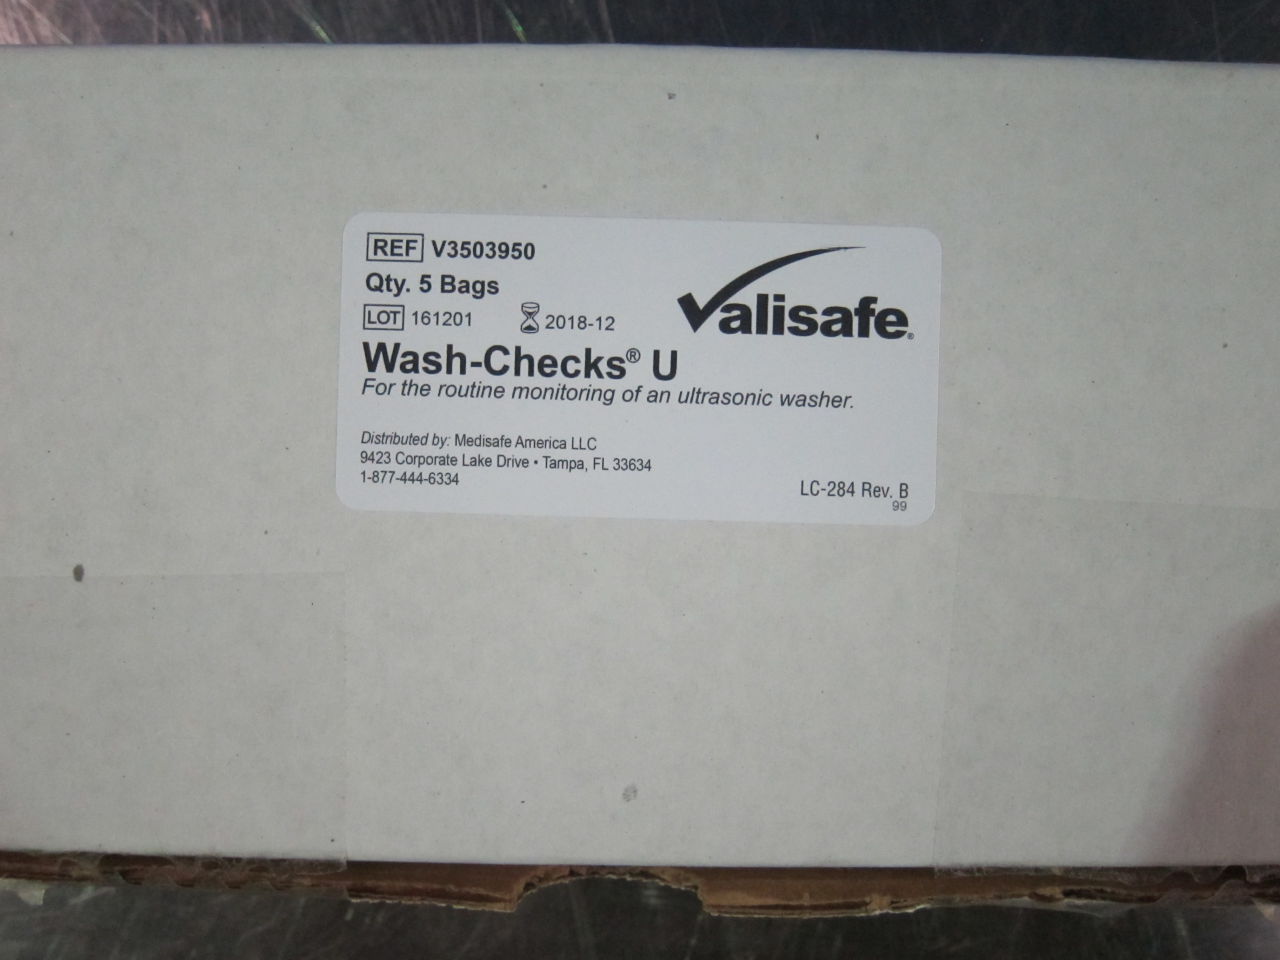 REF V3503950
Qty. 5 Bags
LOT 161201 2018-12
Valisafe®
Wash-Checks® U
For the routine monitoring of an ultrasonic washer.
Distributed by: Medisafe America LLC
9423 Corporate Lake Drive • Tampa, FL 33634
1-877-444-6334
LC-284 Rev. B
99